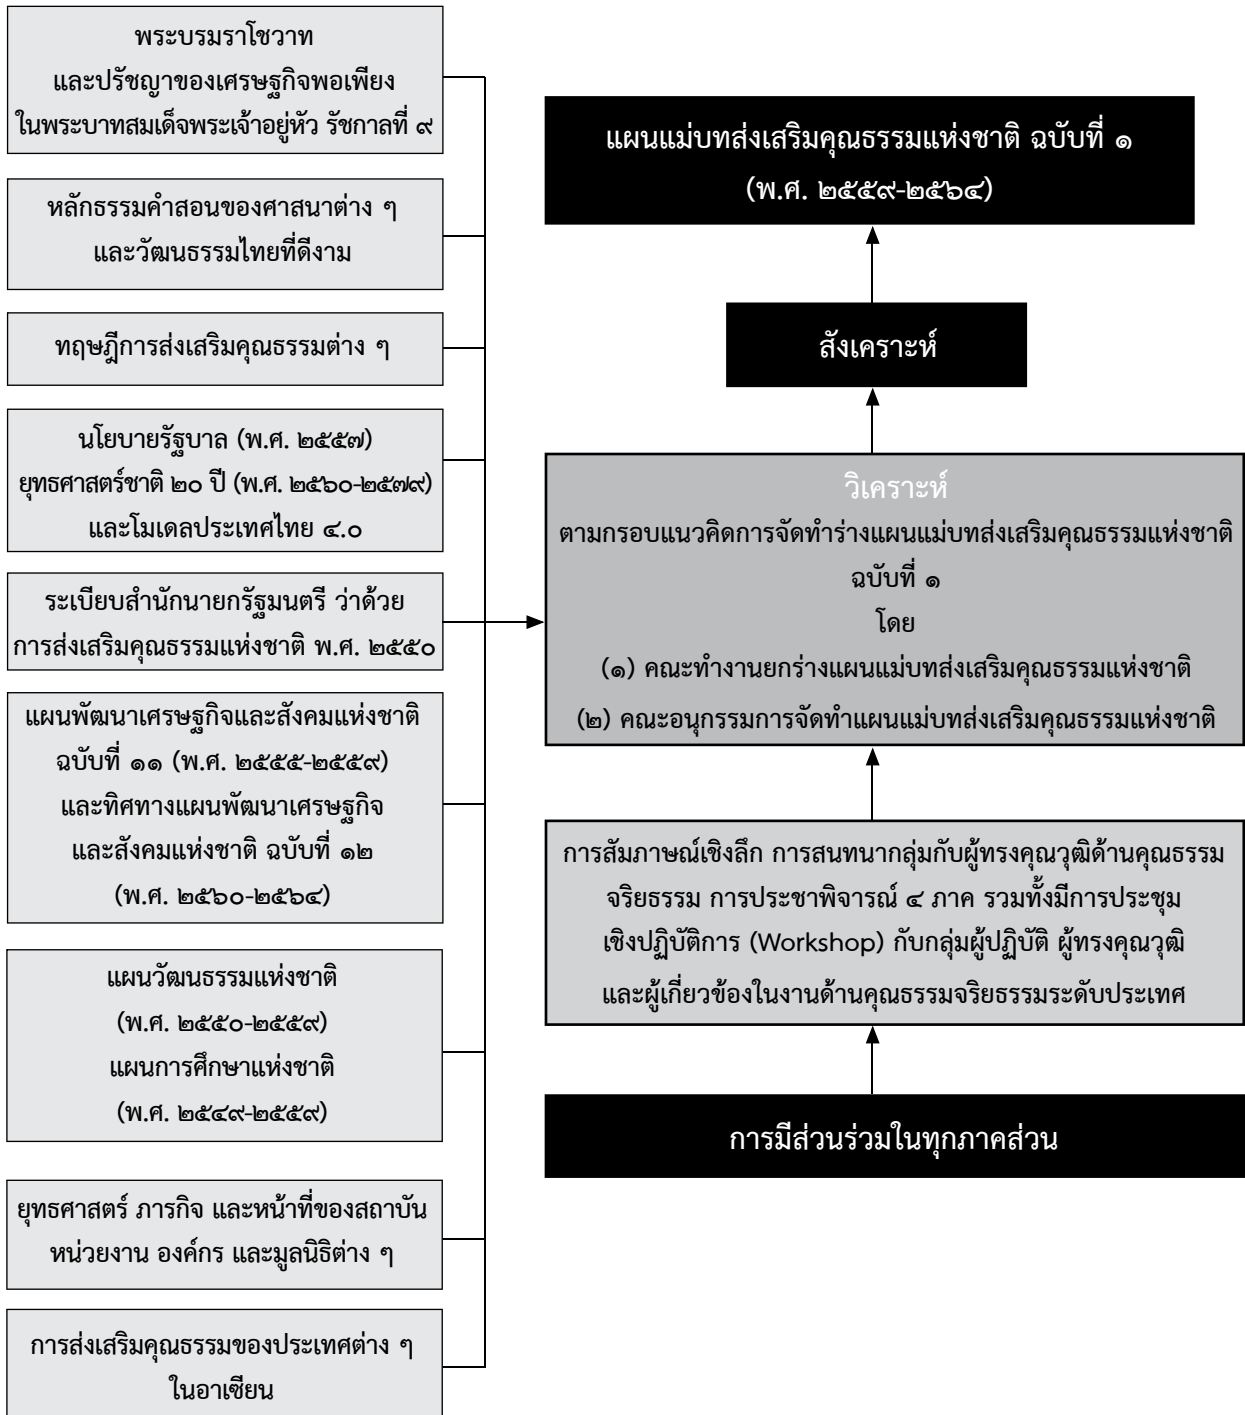 พระบรมราโชวาท
และปรัชญาของเศรษฐกิจพอเพียง
ในพระบาทสมเด็จพระเจ้าอยู่หัว รัชกาลที่ ๙
หลักธรรมคำสอนของศาสนาต่าง ๆ
และวัฒนธรรมไทยที่ดีงาม
ทฤษฎีการส่งเสริมคุณธรรมต่าง ๆ
นโยบายรัฐบาล (พ.ศ. ๒๕๕๗)
ยุทธศาสตร์ชาติ ๒๐ ปี (พ.ศ. ๒๕๖๐-๒๕๗๙)
และโมเดลประเทศไทย ๔.๐
ระเบียบสำนักนายกรัฐมนตรี ว่าด้วย
การส่งเสริมคุณธรรมแห่งชาติ พ.ศ. ๒๕๕๐
แผนพัฒนาเศรษฐกิจและสังคมแห่งชาติ
ฉบับที่ ๑๑ (พ.ศ. ๒๕๕๕-๒๕๕๙)
และทิศทางแผนพัฒนาเศรษฐกิจ
และสังคมแห่งชาติ ฉบับที่ ๑๒
(พ.ศ. ๒๕๖๐-๒๕๖๔)
แผนวัฒนธรรมแห่งชาติ
(พ.ศ. ๒๕๕๐-๒๕๕๙)
แผนการศึกษาแห่งชาติ
(พ.ศ. ๒๕๔๙-๒๕๕๙)
ยุทธศาสตร์ ภารกิจ และหน้าที่ของสถาบัน
หน่วยงาน องค์กร และมูลนิธิต่าง ๆ
การส่งเสริมคุณธรรมของประเทศต่าง ๆ
ในอาเซียน
แผนแม่บทส่งเสริมคุณธรรมแห่งชาติ ฉบับที่ ๑
(พ.ศ. ๒๕๕๙-๒๕๖๔)
สังเคราะห์
วิเคราะห์
ตามกรอบแนวคิดการจัดทำร่างแผนแม่บทส่งเสริมคุณธรรมแห่งชาติ
ฉบับที่ ๑
โดย
(๑) คณะทำงานยกร่างแผนแม่บทส่งเสริมคุณธรรมแห่งชาติ
(๒) คณะอนุกรรมการจัดทำแผนแม่บทส่งเสริมคุณธรรมแห่งชาติ
การสัมภาษณ์เชิงลึก การสนทนากลุ่มกับผู้ทรงคุณวุฒิด้านคุณธรรม
จริยธรรม การประชาพิจารณ์ ๔ ภาค รวมทั้งมีการประชุม
เชิงปฏิบัติการ (Workshop) กับกลุ่มผู้ปฏิบัติ ผู้ทรงคุณวุฒิ
และผู้เกี่ยวข้องในงานด้านคุณธรรมจริยธรรมระดับประเทศ
การมีส่วนร่วมในทุกภาคส่วน